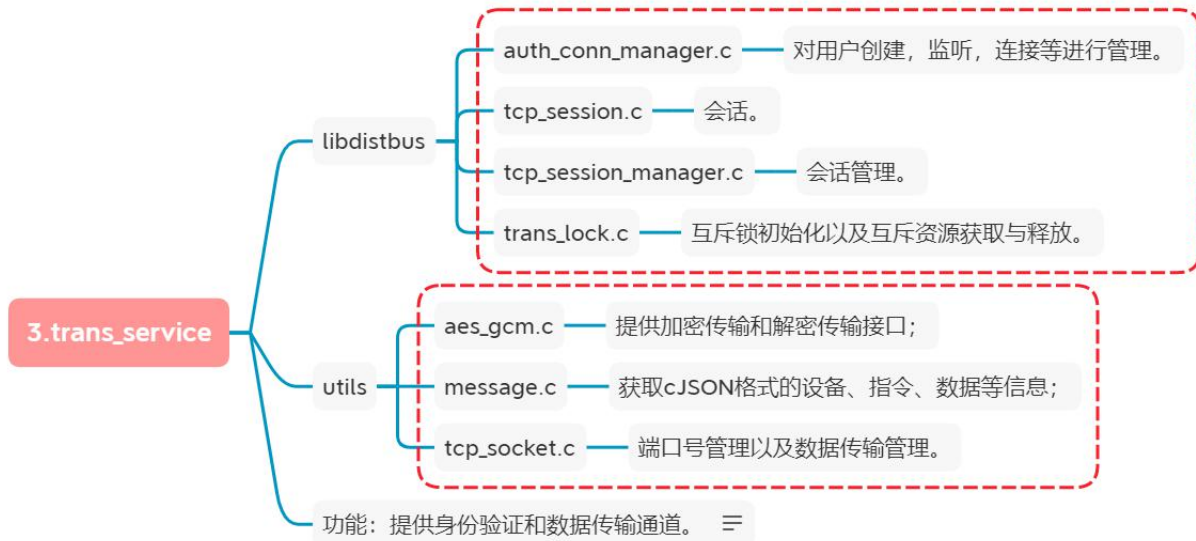 auth_conn_manager.c
对用户创建，监听，连接等进行管理。
tcp_session.c
会话。
libdistbus
tcp_session_manager.c
会话管理。
trans_lock.c
互斥锁初始化以及互斥资源获取与释放。
3.trans_service
aes_gcm.c
提供加密传输和解密传输接口；
utils
message.c
获取cJSON格式的设备、指令、数据等信息；
tcp_socket.c
端口号管理以及数据传输管理。
功能：提供身份验证和数据传输通道。